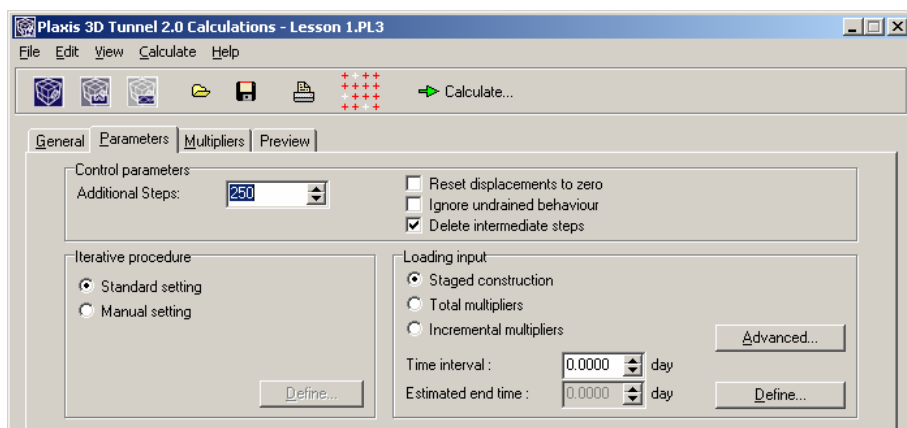 Plaxis 3D Tunnel 2.0 Calculations - Lesson 1.PL3
File Edit View Calculate Help
Calculate...
General Parameters Multipliers Preview
Control parameters
Additional Steps: 250
Reset displacements to zero
Ignore undrained behaviour
Delete intermediate steps
Iterative procedure
Standard setting
Manual setting
Define...
Loading input
Staged construction
Total multipliers
Incremental multipliers
Advanced...
Time interval : 0.0000 day
Estimated end time : 0.0000 day
Define...